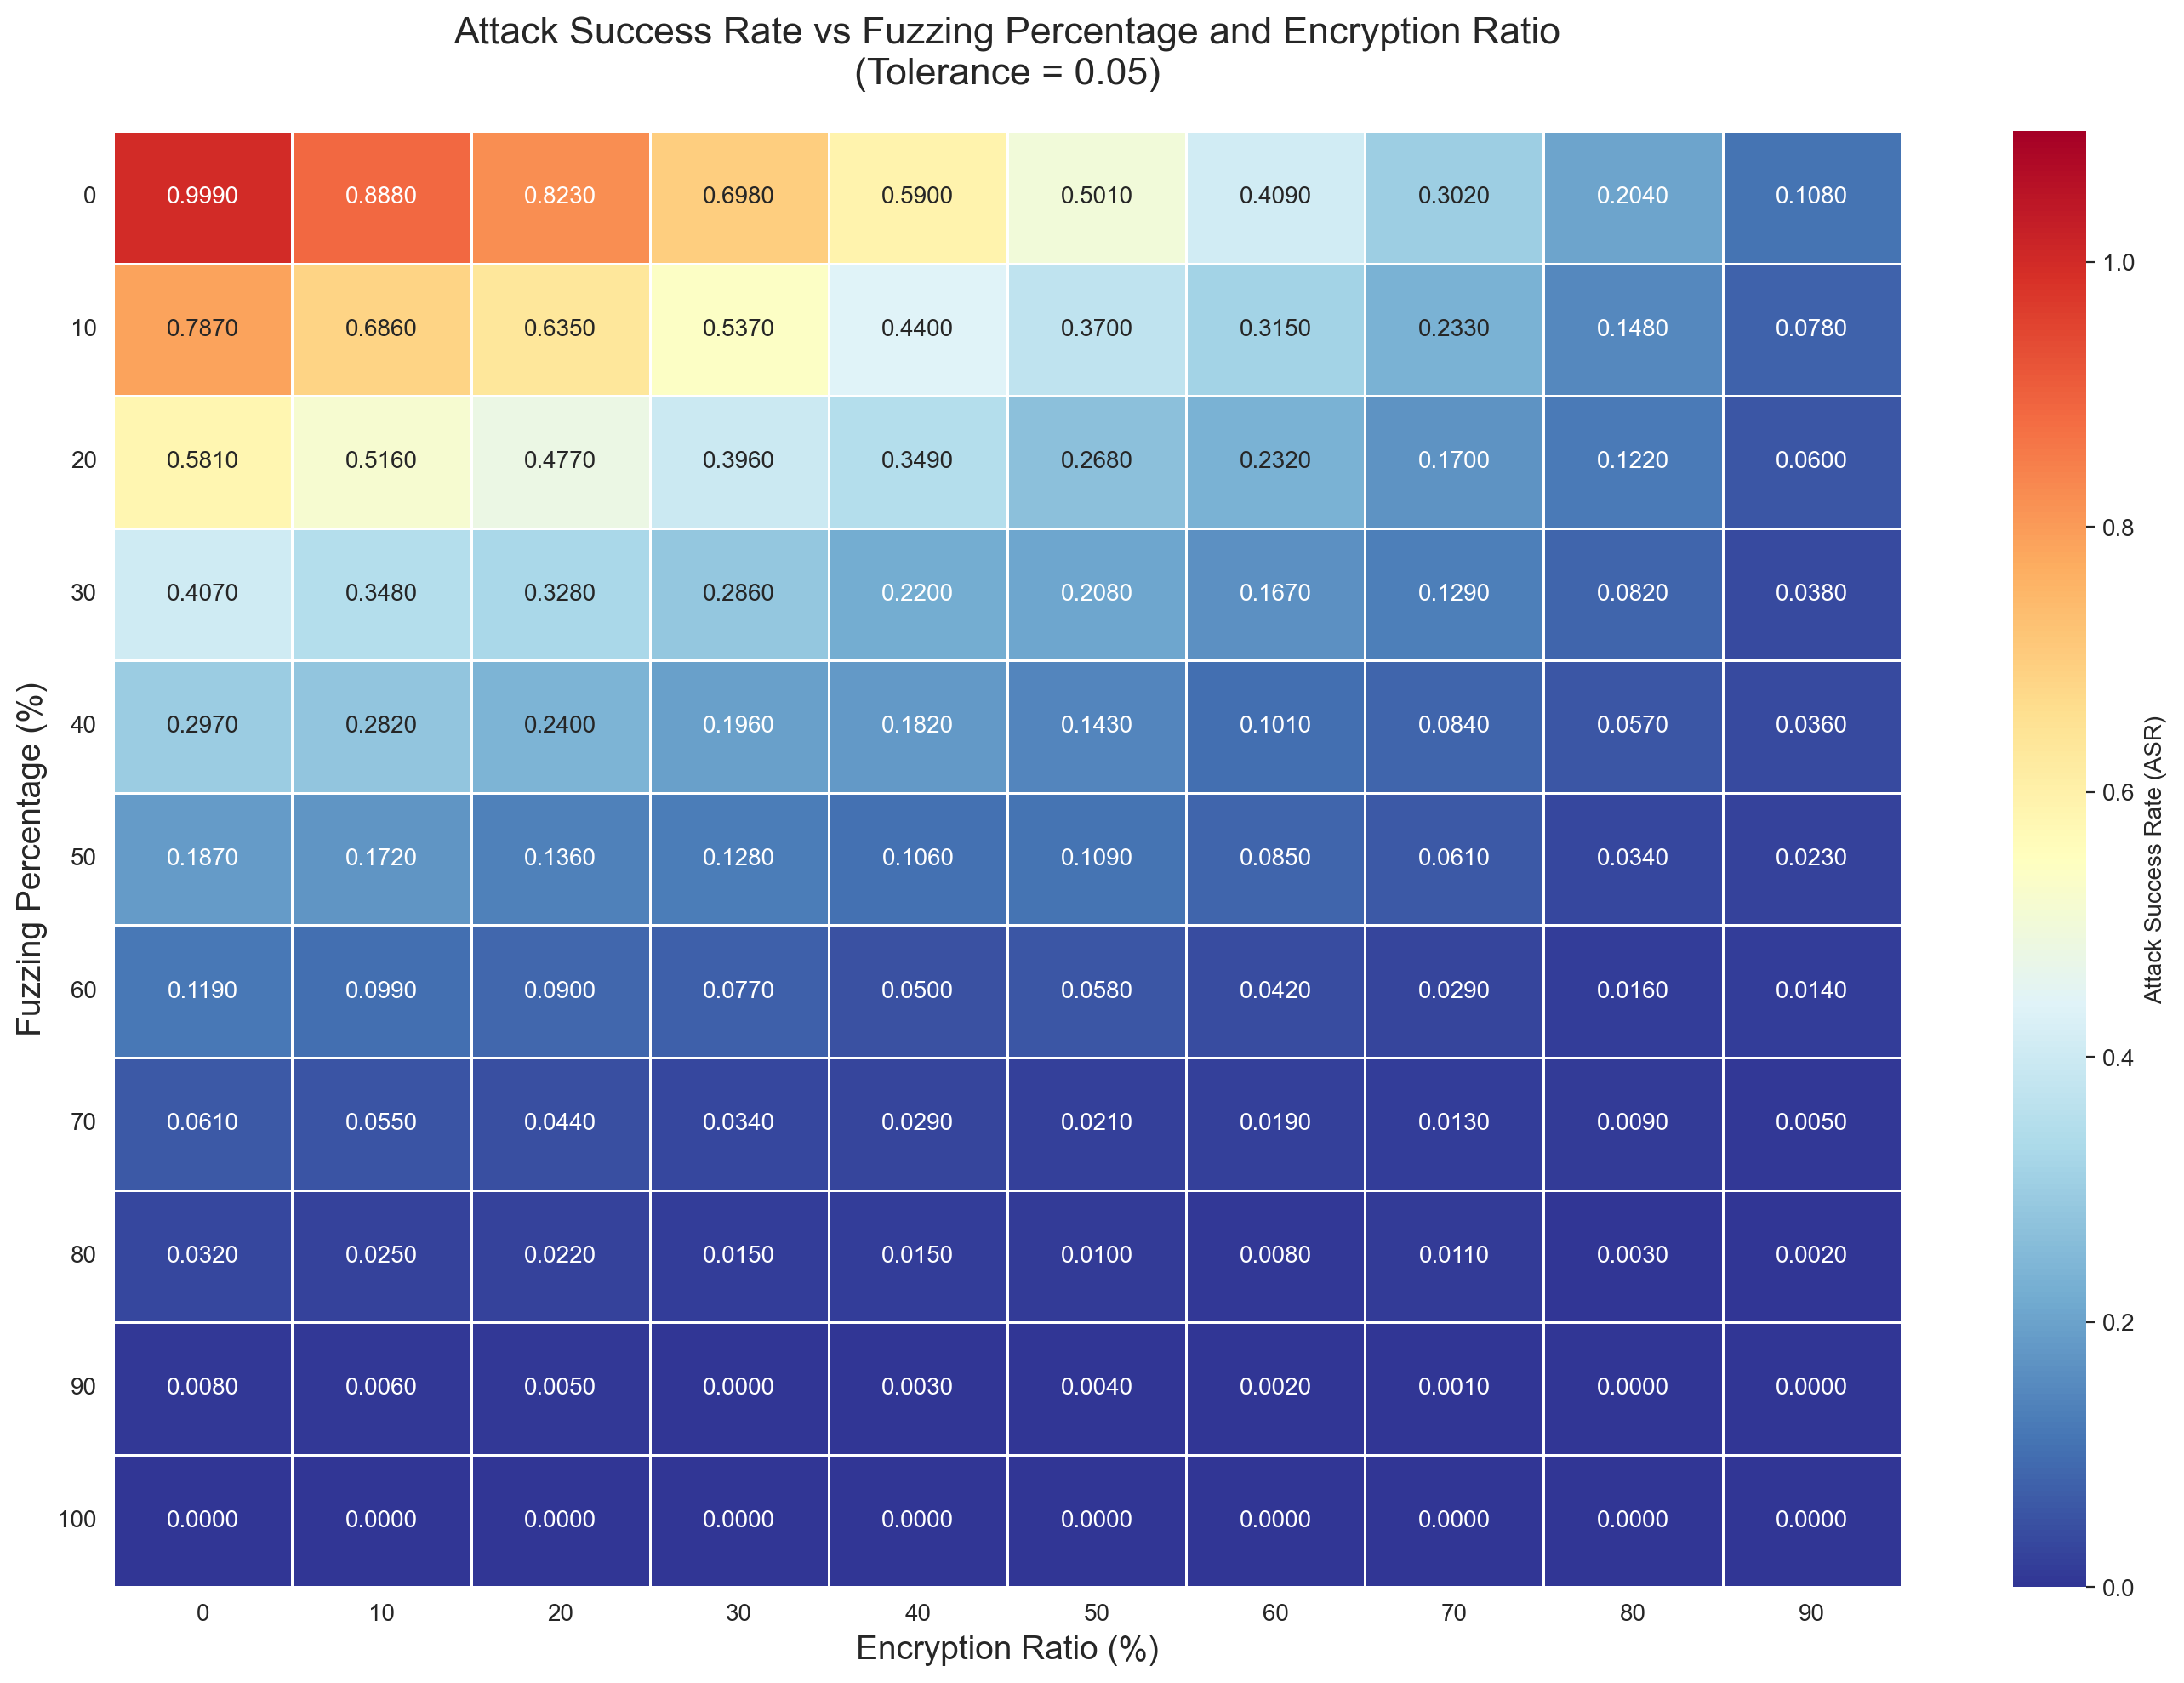 Attack Success Rate vs Fuzzing Percentage and Encryption Ratio
(Tolerance = 0.05)
Fuzzing Percentage (%)
0 0.9990 0.8880 0.8230 0.6980 0.5900 0.5010 0.4090 0.3020 0.2040 0.1080
10 0.7870 0.6860 0.6350 0.5370 0.4400 0.3700 0.3150 0.2330 0.1480 0.0780
20 0.5810 0.5160 0.4770 0.3960 0.3490 0.2680 0.2320 0.1700 0.1220 0.0600
30 0.4070 0.3480 0.3280 0.2860 0.2200 0.2080 0.1670 0.1290 0.0820 0.0380
40 0.2970 0.2820 0.2400 0.1960 0.1820 0.1430 0.1010 0.0840 0.0570 0.0360
50 0.1870 0.1720 0.1360 0.1280 0.1060 0.1090 0.0850 0.0610 0.0340 0.0230
60 0.1190 0.0990 0.0900 0.0770 0.0500 0.0580 0.0420 0.0290 0.0160 0.0140
70 0.0610 0.0550 0.0440 0.0340 0.0290 0.0210 0.0190 0.0130 0.0090 0.0050
80 0.0320 0.0250 0.0220 0.0150 0.0150 0.0100 0.0080 0.0110 0.0030 0.0020
90 0.0080 0.0060 0.0050 0.0000 0.0030 0.0040 0.0020 0.0010 0.0000 0.0000
100 0.0000 0.0000 0.0000 0.0000 0.0000 0.0000 0.0000 0.0000 0.0000 0.0000
0 10 20 30 40 50 60 70 80 90
Encryption Ratio (%)
1.0
0.8
0.6
0.4
0.2
0.0
Attack Success Rate (ASR)